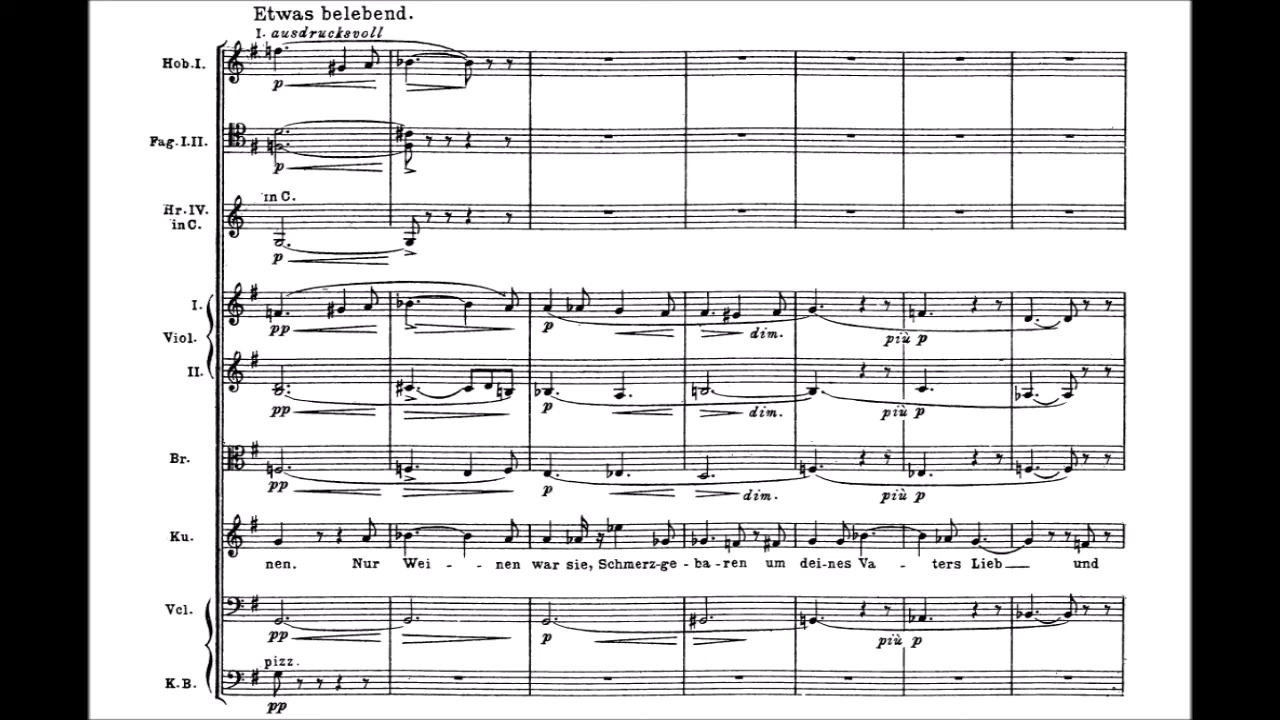 Etwas belebend.
I. ausdrucksvoll
Hob.I.
p
Fag.I.II.
p
in C.
Hr.IV.
in C.
p
I.
pp
p
dim.
più p
Viol.
II.
pp
p
dim.
più p
Br.
pp
p
dim.
più p
Ku.
nen. Nur Wei - - nen war sie, Schmerz-ge-ba-ren um dei-nes Va - ters Lieb und
Vcl.
pp
p
più p
pizz.
K.B.
pp